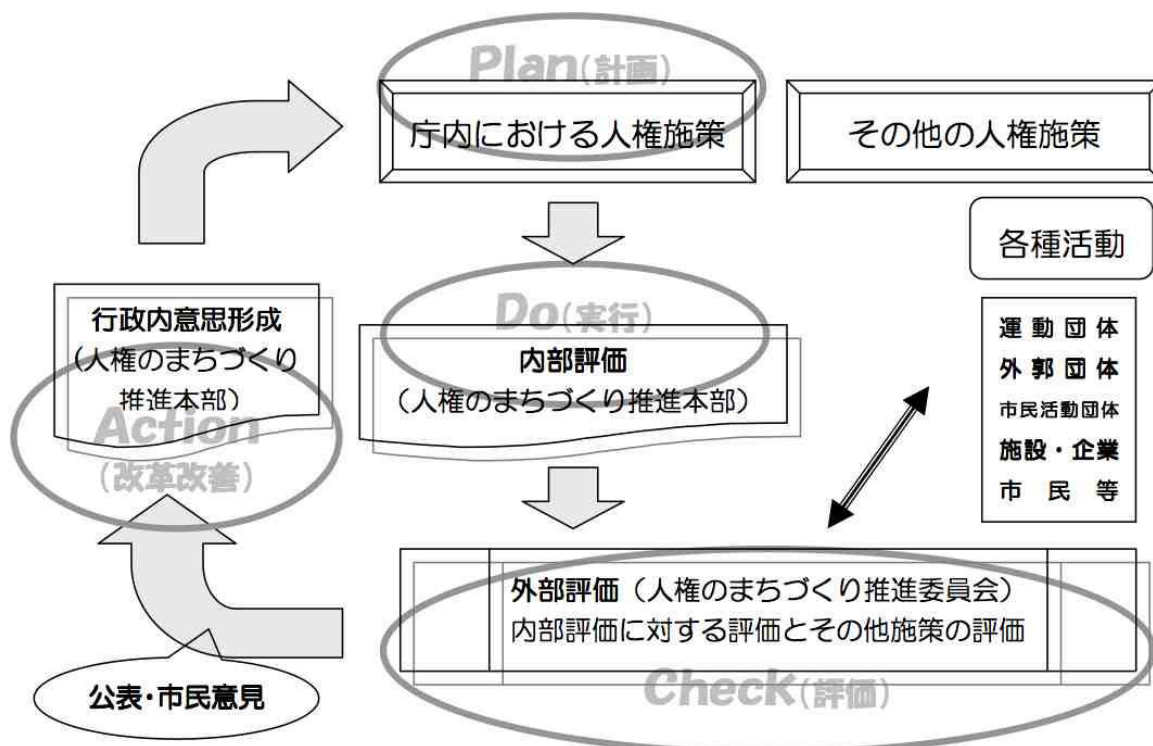 Plan(計画)
庁内における人権施策
その他の人権施策
各種活動
Do(実行)
内部評価
(人権のまちづくり推進本部)
行政内意思形成
(人権のまちづくり
推進本部)
Action
(改革改善)
運動団体
外郭団体
市民活動団体
施設・企業
市民等
外部評価(人権のまちづくり推進委員会)
内部評価に対する評価とその他施策の評価
Check(評価)
公表・市民意見